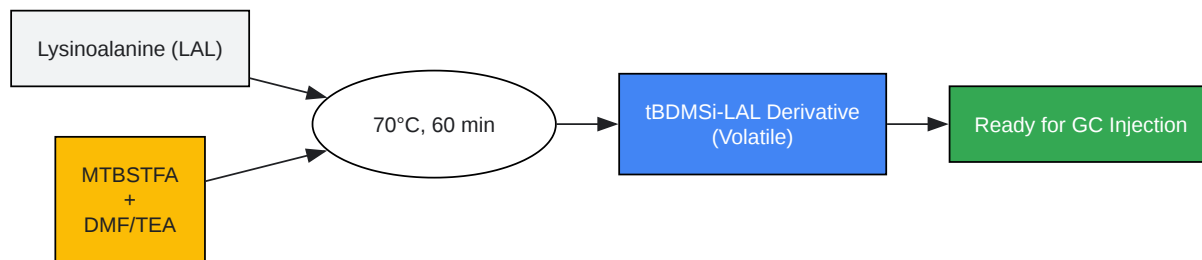 Lysinoalanine (LAL)
MTBSTFA
+
DMF/TEA
70°C, 60 min
tBDMSi-LAL Derivative
(Volatile)
Ready for GC Injection